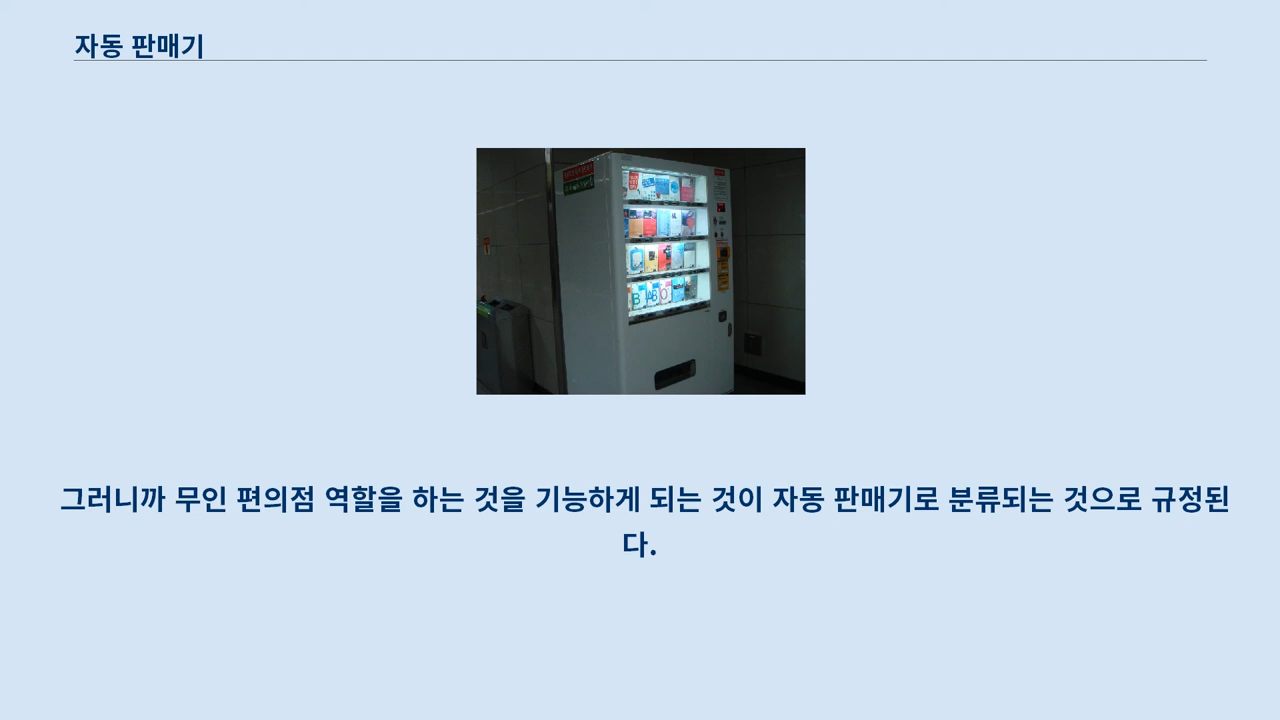 자동 판매기
그러니까 무인 편의점 역할을 하는 것을 기능하게 되는 것이 자동 판매기로 분류되는 것으로 규정된
다.